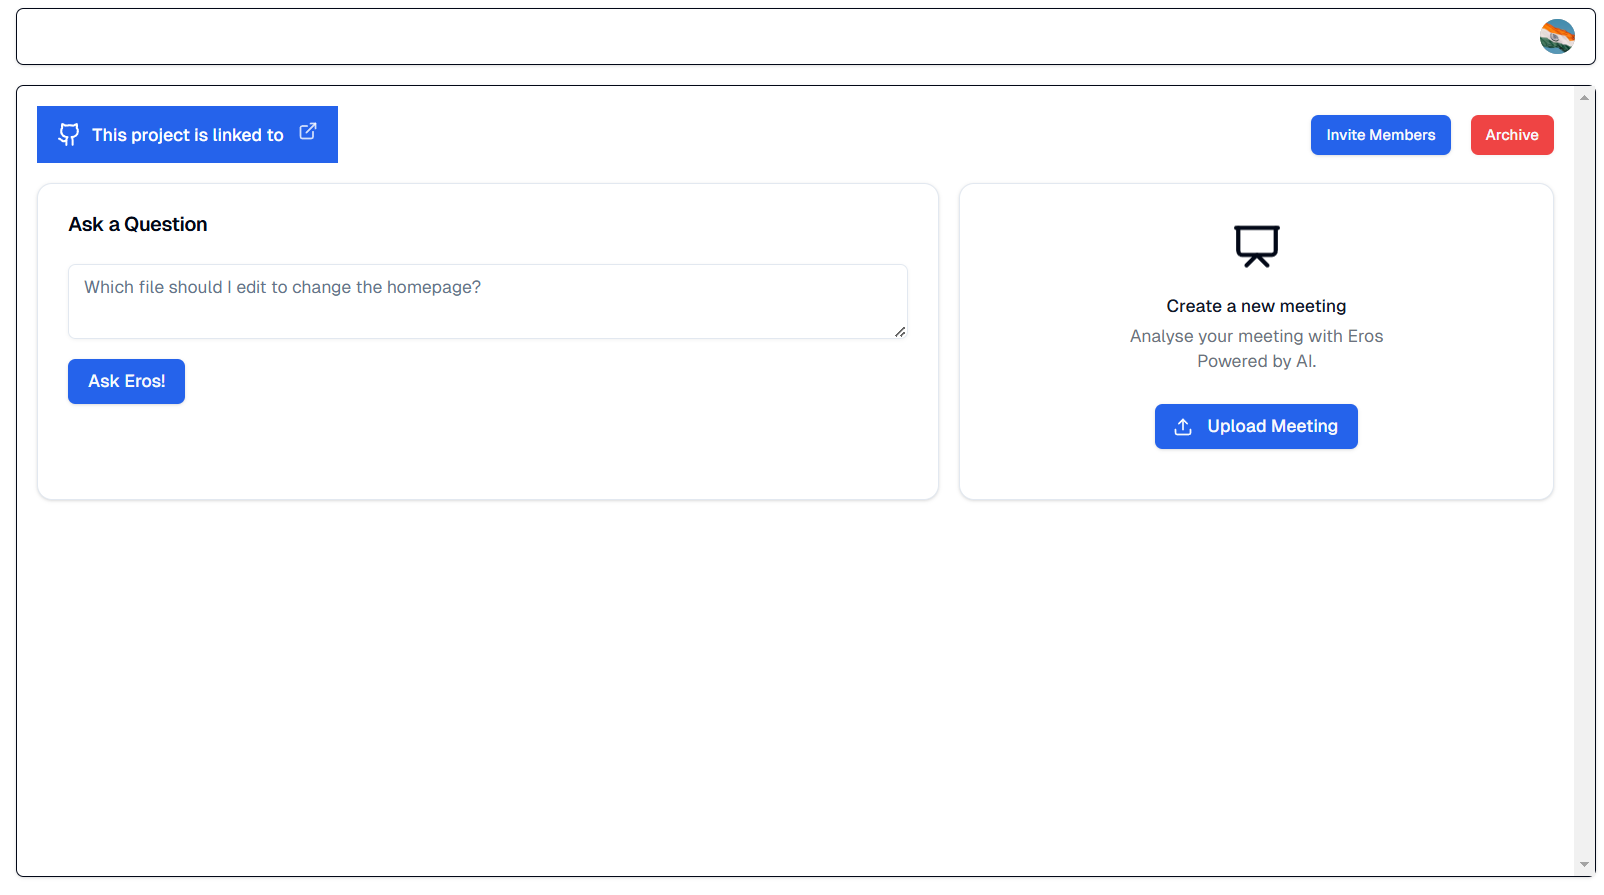 This project is linked to
Invite Members
Archive
Ask a Question
Which file should I edit to change the homepage?
Ask Eros!
Create a new meeting
Analyse your meeting with Eros
Powered by AI.
Upload Meeting